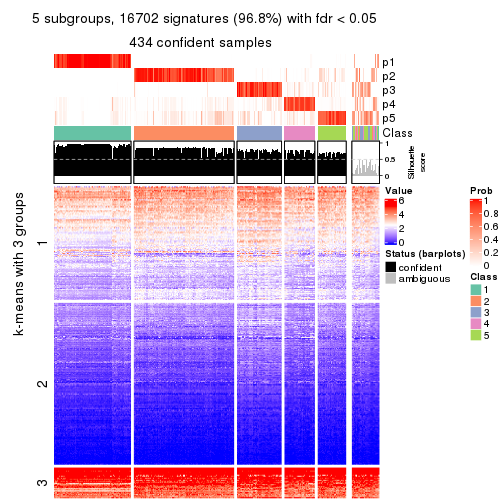 5 subgroups, 16702 signatures (96.8%) with fdr < 0.05
434 confident samples
p1
p2
p3
p4
p5
Class
1
0.5
0
Silhouette
score
k-means with 3 groups
1
2
3
Value
6
4
2
0
Status (barplots)
confident
ambiguous
Prob
1
0.8
0.6
0.4
0.2
0
Class
1
2
3
4
5